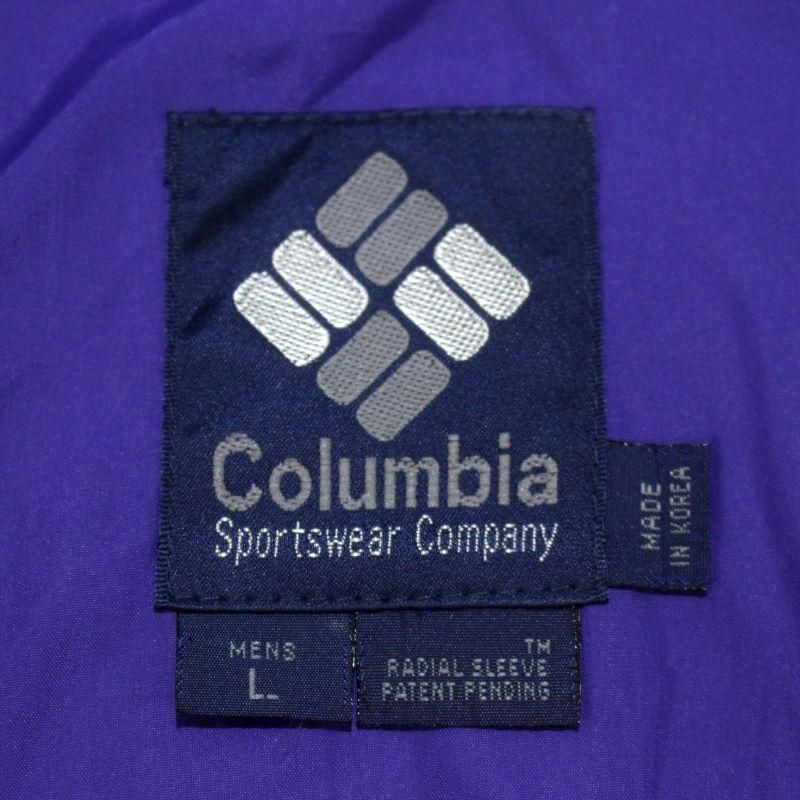 Columbia
Sportswear Company
MADE
IN KOREA
MENS
L
TM
RADIAL SLEEVE
PATENT PENDING